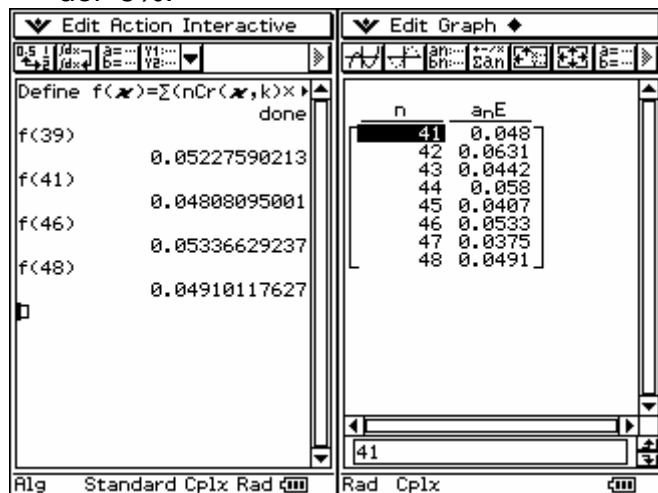 Edit Action Interactive
Define f(x)=Σ(nCr(x,k)×
done
f(39)
0.05227590213
f(41)
0.04808095001
f(46)
0.05336629237
f(48)
0.04910117627
Alg Standard Cplx Rad
Edit Graph
n anE
41 0.048
42 0.0631
43 0.0442
44 0.058
45 0.0407
46 0.0533
47 0.0375
48 0.0491
41
Rad Cplx